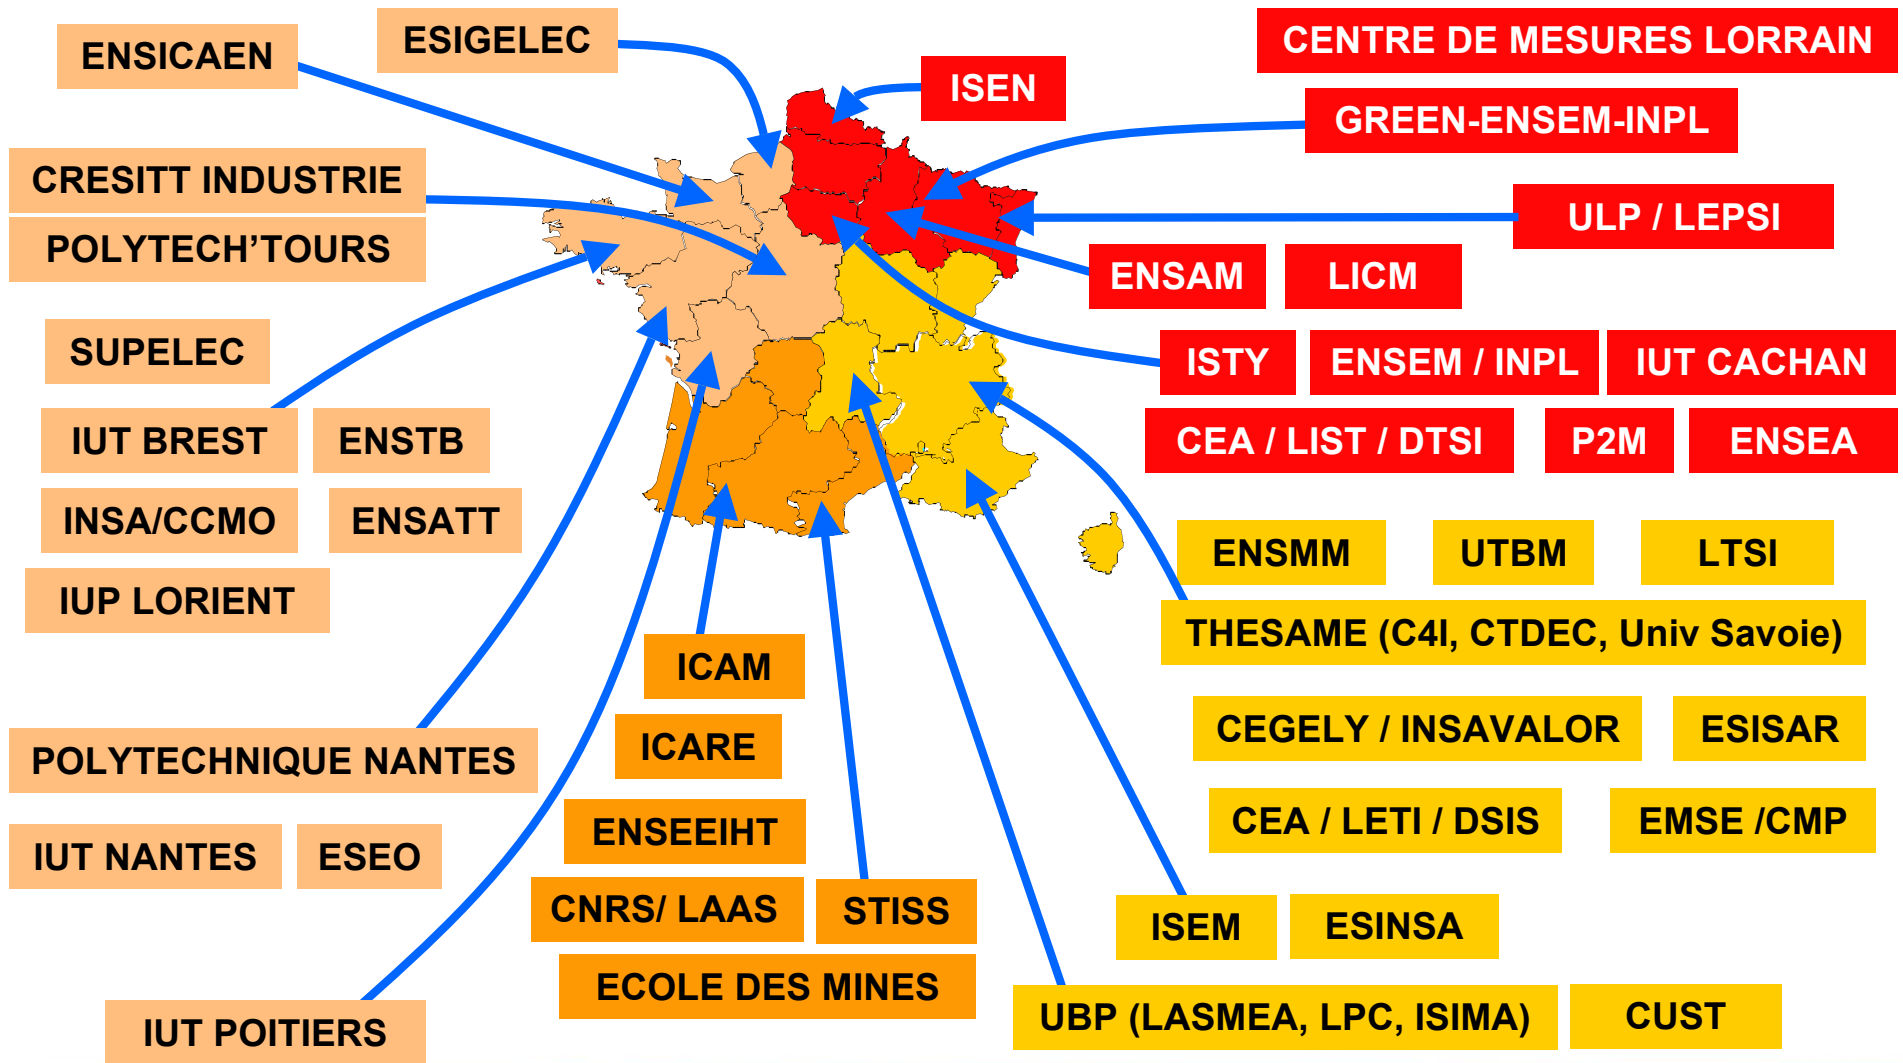 ENSICAEN
ESIGELEC
ISEN
CENTRE DE MESURES LORRAIN
GREEN-ENSEM-INPL
CRESITT INDUSTRIE
POLYTECH’TOURS
ULP / LEPSI
ENSAM
LICM
SUPELEC
ISTY
ENSEM / INPL
IUT CACHAN
IUT BREST
ENSTB
CEA / LIST / DTSI
P2M
ENSEA
INSA/CCMO
ENSATT
ENSMM
UTBM
LTSI
IUP LORIENT
THESAME (C4I, CTDEC, Univ Savoie)
ICAM
CEGELY / INSAVALOR
ESISAR
POLYTECHNIQUE NANTES
ICARE
CEA / LETI / DSIS
EMSE /CMP
IUT NANTES
ESEO
ENSEEIHT
CNRS/ LAAS
STISS
ISEM
ESINSA
ECOLE DES MINES
UBP (LASMEA, LPC, ISIMA)
CUST
IUT POITIERS